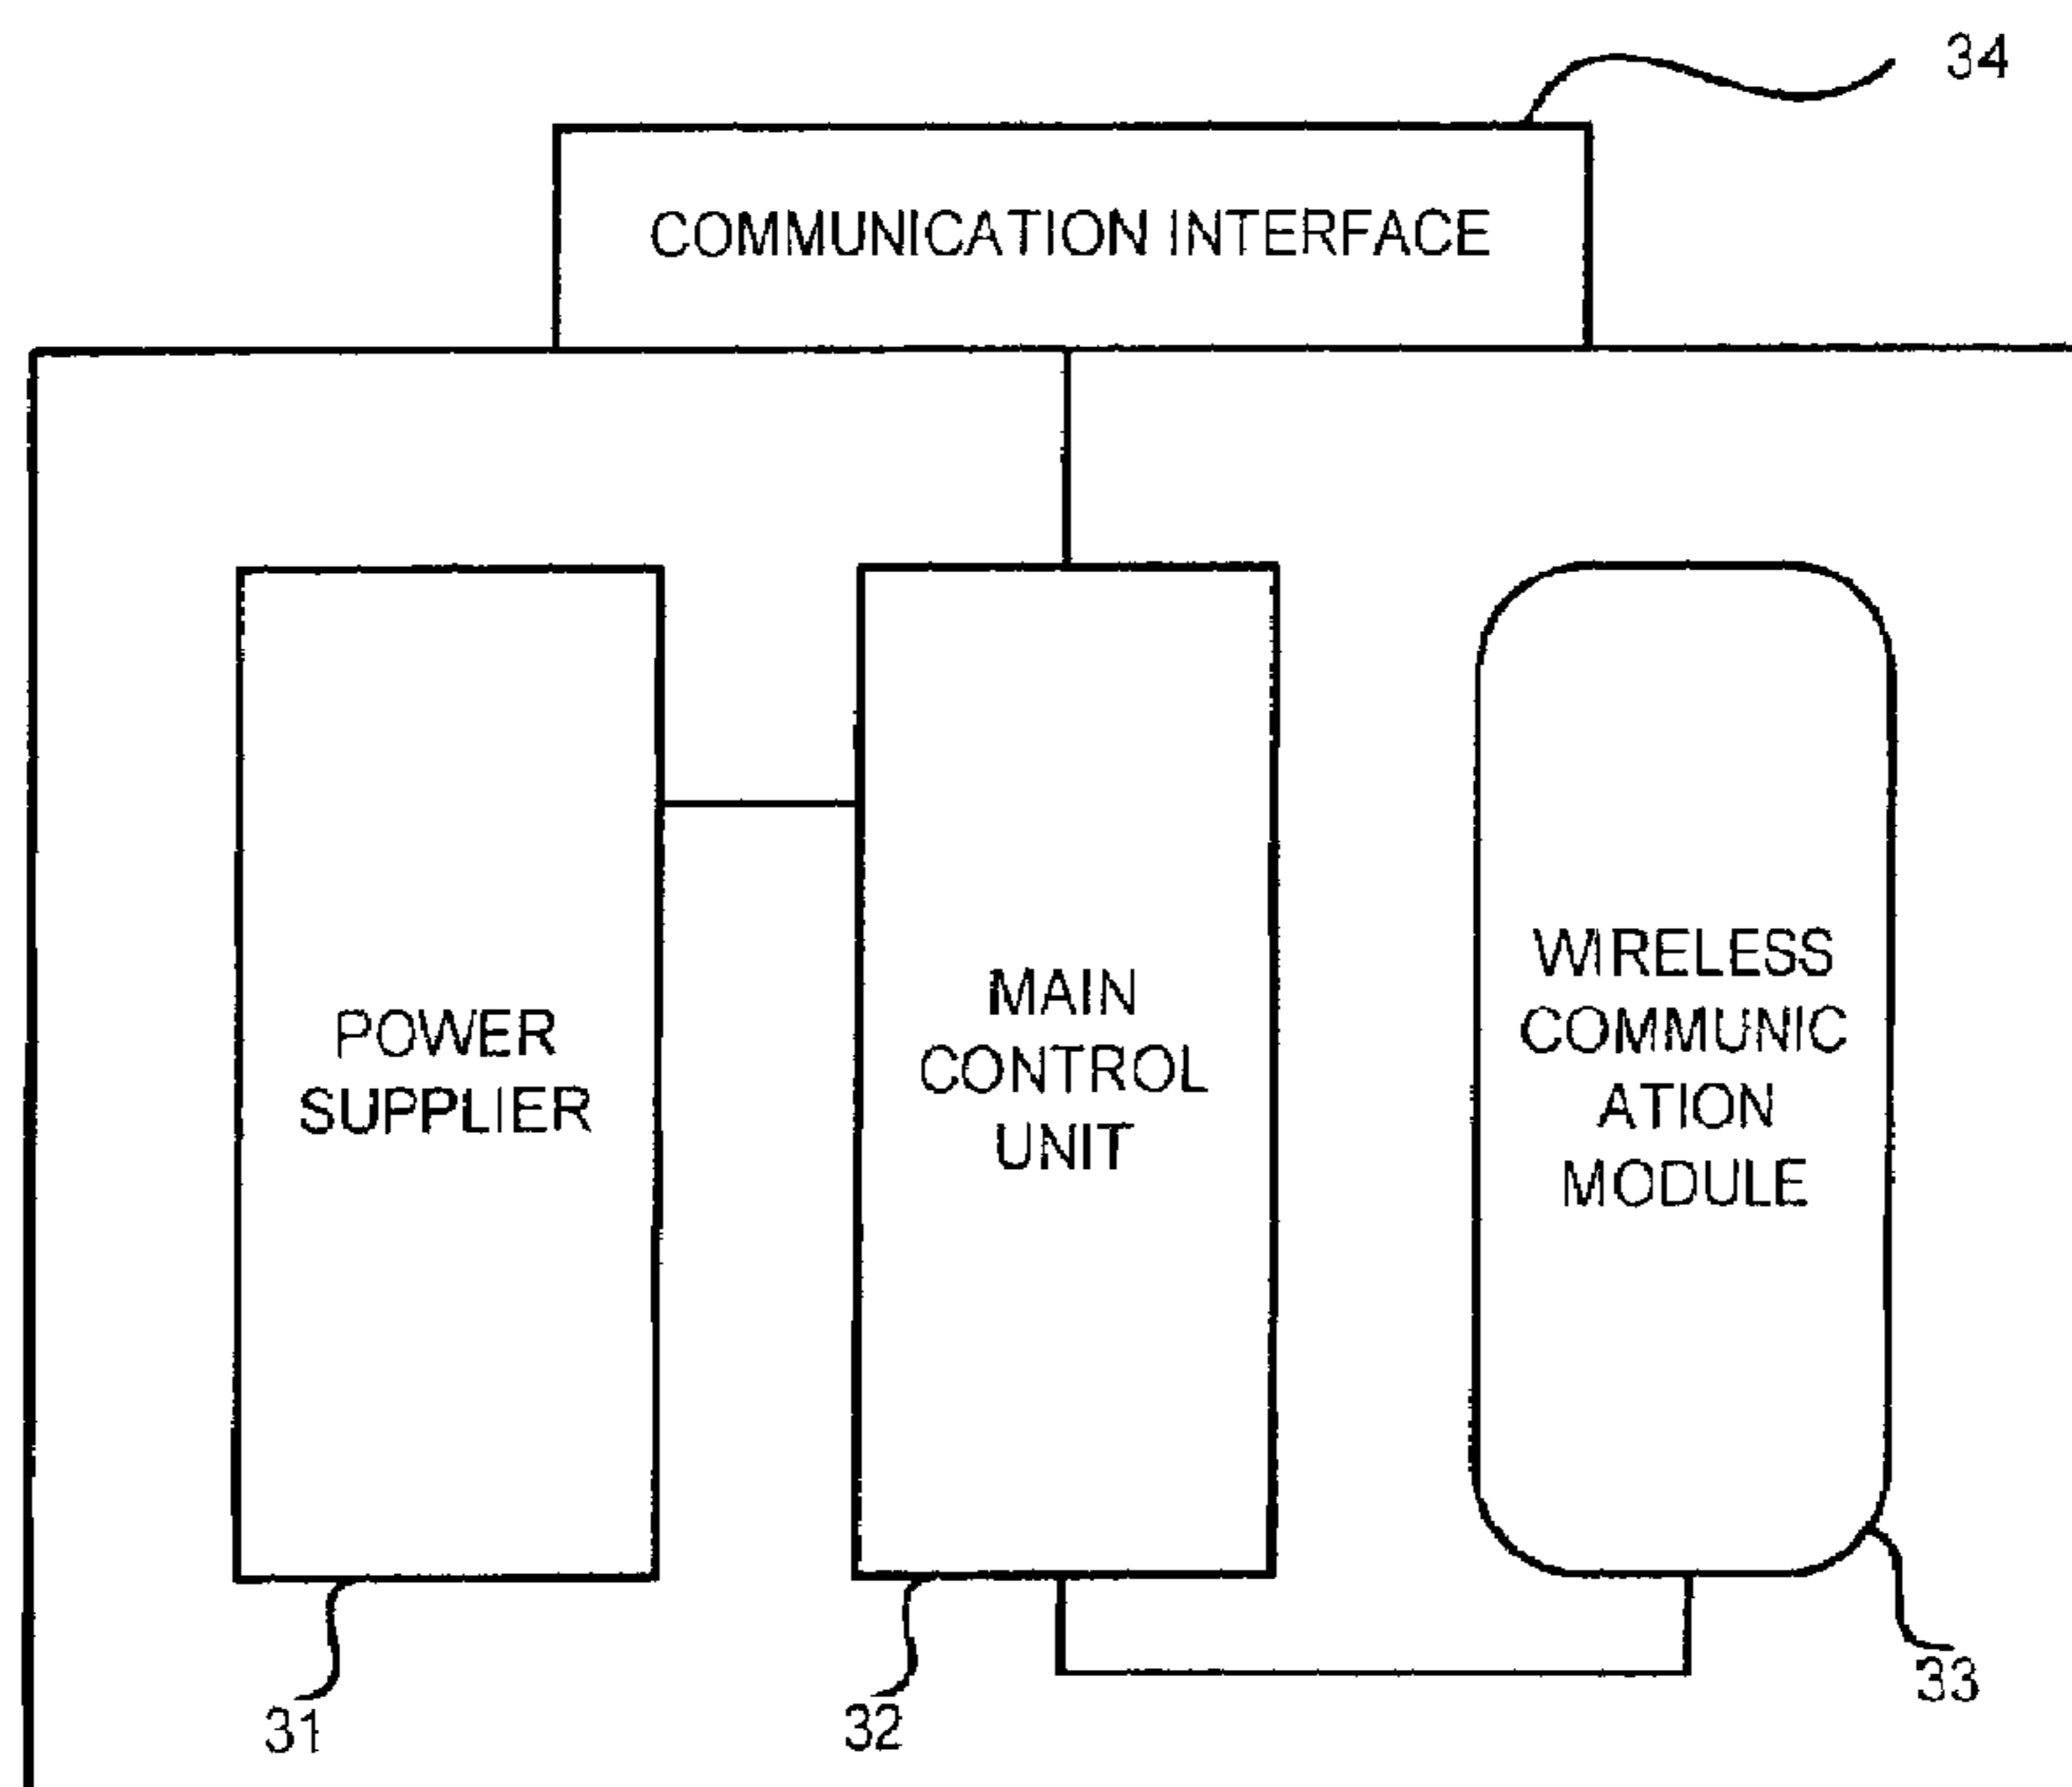 34
COMMUNICATION INTERFACE
POWER
SUPPLIER
MAIN
CONTROL
UNIT
WIRELESS
COMMUNIC
ATION
MODULE
31
32
33